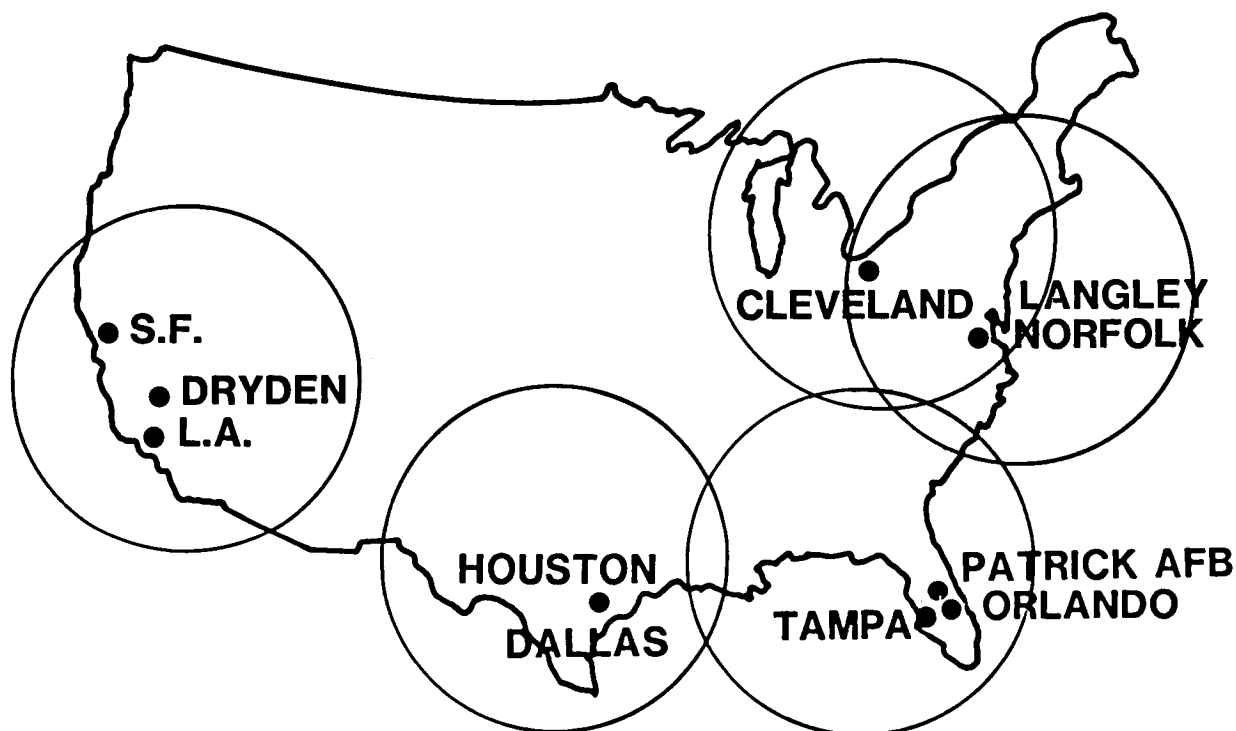 CLEVELAND
LANGLEY
NORFOLK
S.F.
DRYDEN
L.A.
HOUSTON
DALLAS
PATRICK AFB
ORLANDO
TAMPA